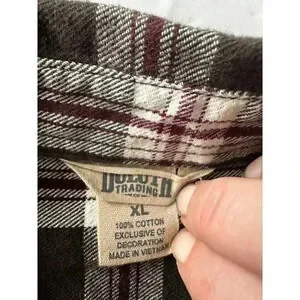 DULUTH
TRADING
CO
XL
100% COTTON
EXCLUSIVE OF
DECORATION
MADE IN VIETNAM